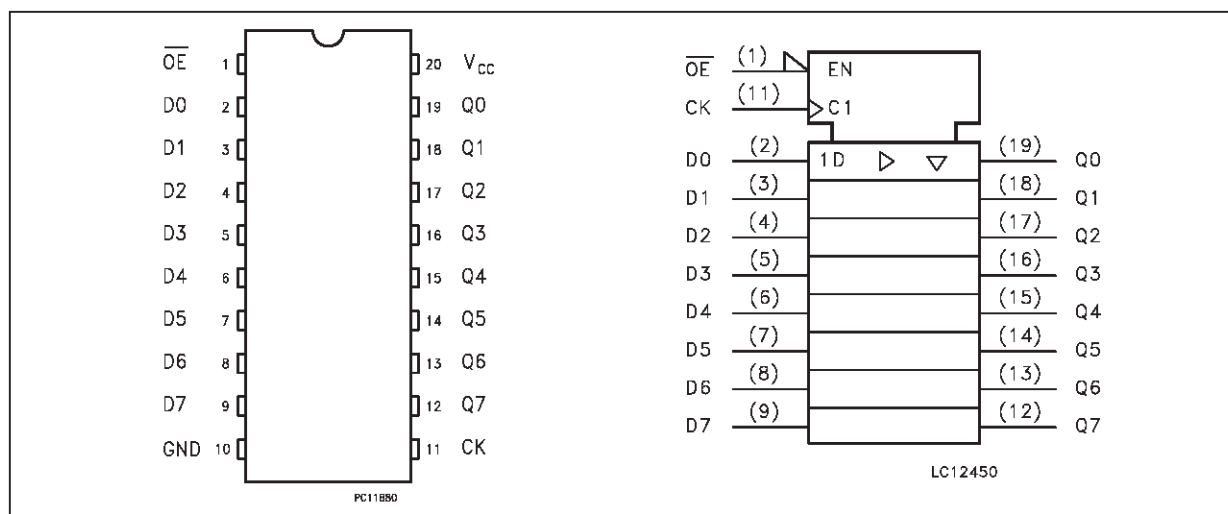 O̅E̅ 1 20 VCC
D0 2 19 Q0
D1 3 18 Q1
D2 4 17 Q2
D3 5 16 Q3
D4 6 15 Q4
D5 7 14 Q5
D6 8 13 Q6
D7 9 12 Q7
GND 10 11 CK
PC11880
O̅E̅ (1) EN
CK (11) C1
D0 (2) 1D (19) Q0
D1 (3) (18) Q1
D2 (4) (17) Q2
D3 (5) (16) Q3
D4 (6) (15) Q4
D5 (7) (14) Q5
D6 (8) (13) Q6
D7 (9) (12) Q7
LC12450